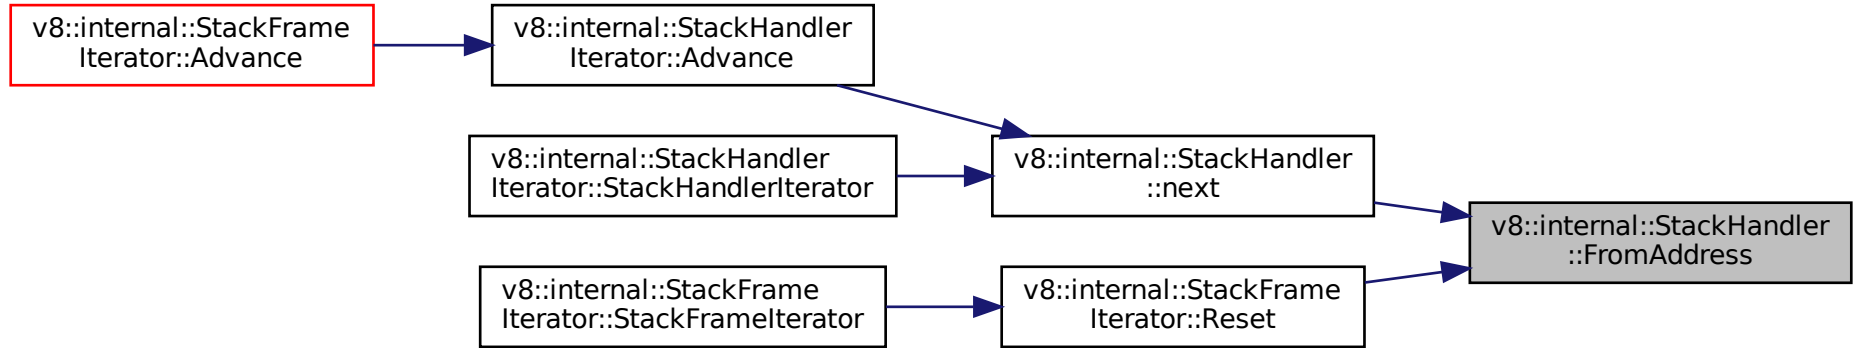 v8::internal::StackFrame
Iterator::Advance
v8::internal::StackHandler
Iterator::Advance
v8::internal::StackHandler
Iterator::StackHandlerIterator
v8::internal::StackHandler
::next
v8::internal::StackHandler
::FromAddress
v8::internal::StackFrame
Iterator::StackFrameIterator
v8::internal::StackFrame
Iterator::Reset